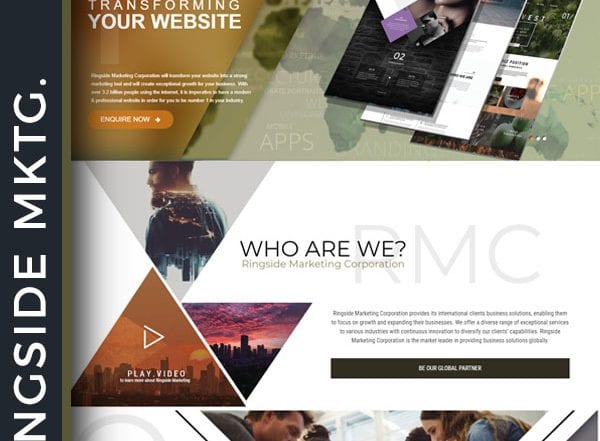 NGSIDE MKTG.
TRANSFORMING
YOUR WEBSITE
Ringside Marketing Corporation will transform your website into a strong
marketing tool and will create exceptional growth for your business. With
over 3.2 billion people using the internet, it is imperative to have a modern
& professional website in order for you to be number 1 in your industry.
ENQUIRE NOW
02
MOBILE
APPS
APP
WHO ARE WE?
RMC
Ringside Marketing Corporation
Ringside Marketing Corporation provides its international clients business solutions, enabling them
to focus on growth and expanding their businesses. We offer a diverse range of exceptional services
to various industries with continuous innovation to diversify our clients' capabilities. Ringside
Marketing Corporation is the market leader in providing business solutions globally.
PLAY.VIDEO
to learn more about Ringside Marketing
BE OUR GLOBAL PARTNER